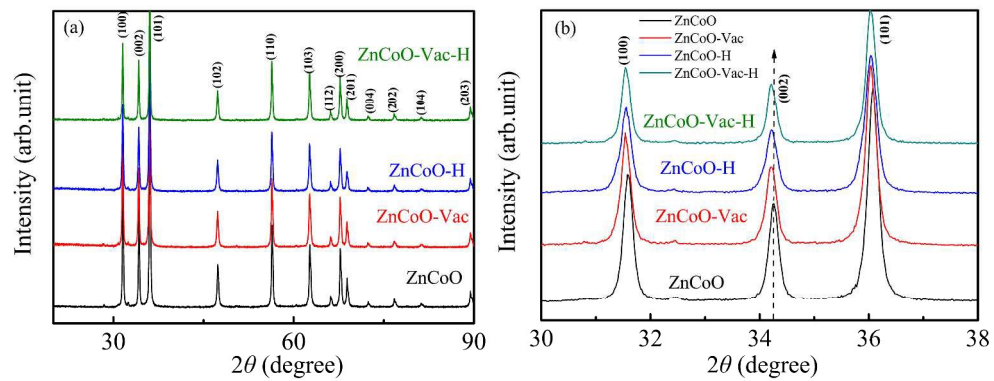 (a)
Intensity (arb.unit)
(100)
(002)
(101)
(102)
(110)
(103)
(112)
(200)
(201)
(004)
(202)
(104)
(203)
ZnCoO-Vac-H
ZnCoO-H
ZnCoO-Vac
ZnCoO
30 60 90
2θ (degree)
(b)
Intensity (arb.unit)
ZnCoO
ZnCoO-Vac
ZnCoO-H
ZnCoO-Vac-H
(100)
(002)
(101)
ZnCoO-Vac-H
ZnCoO-H
ZnCoO-Vac
ZnCoO
30 32 34 36 38
2θ (degree)